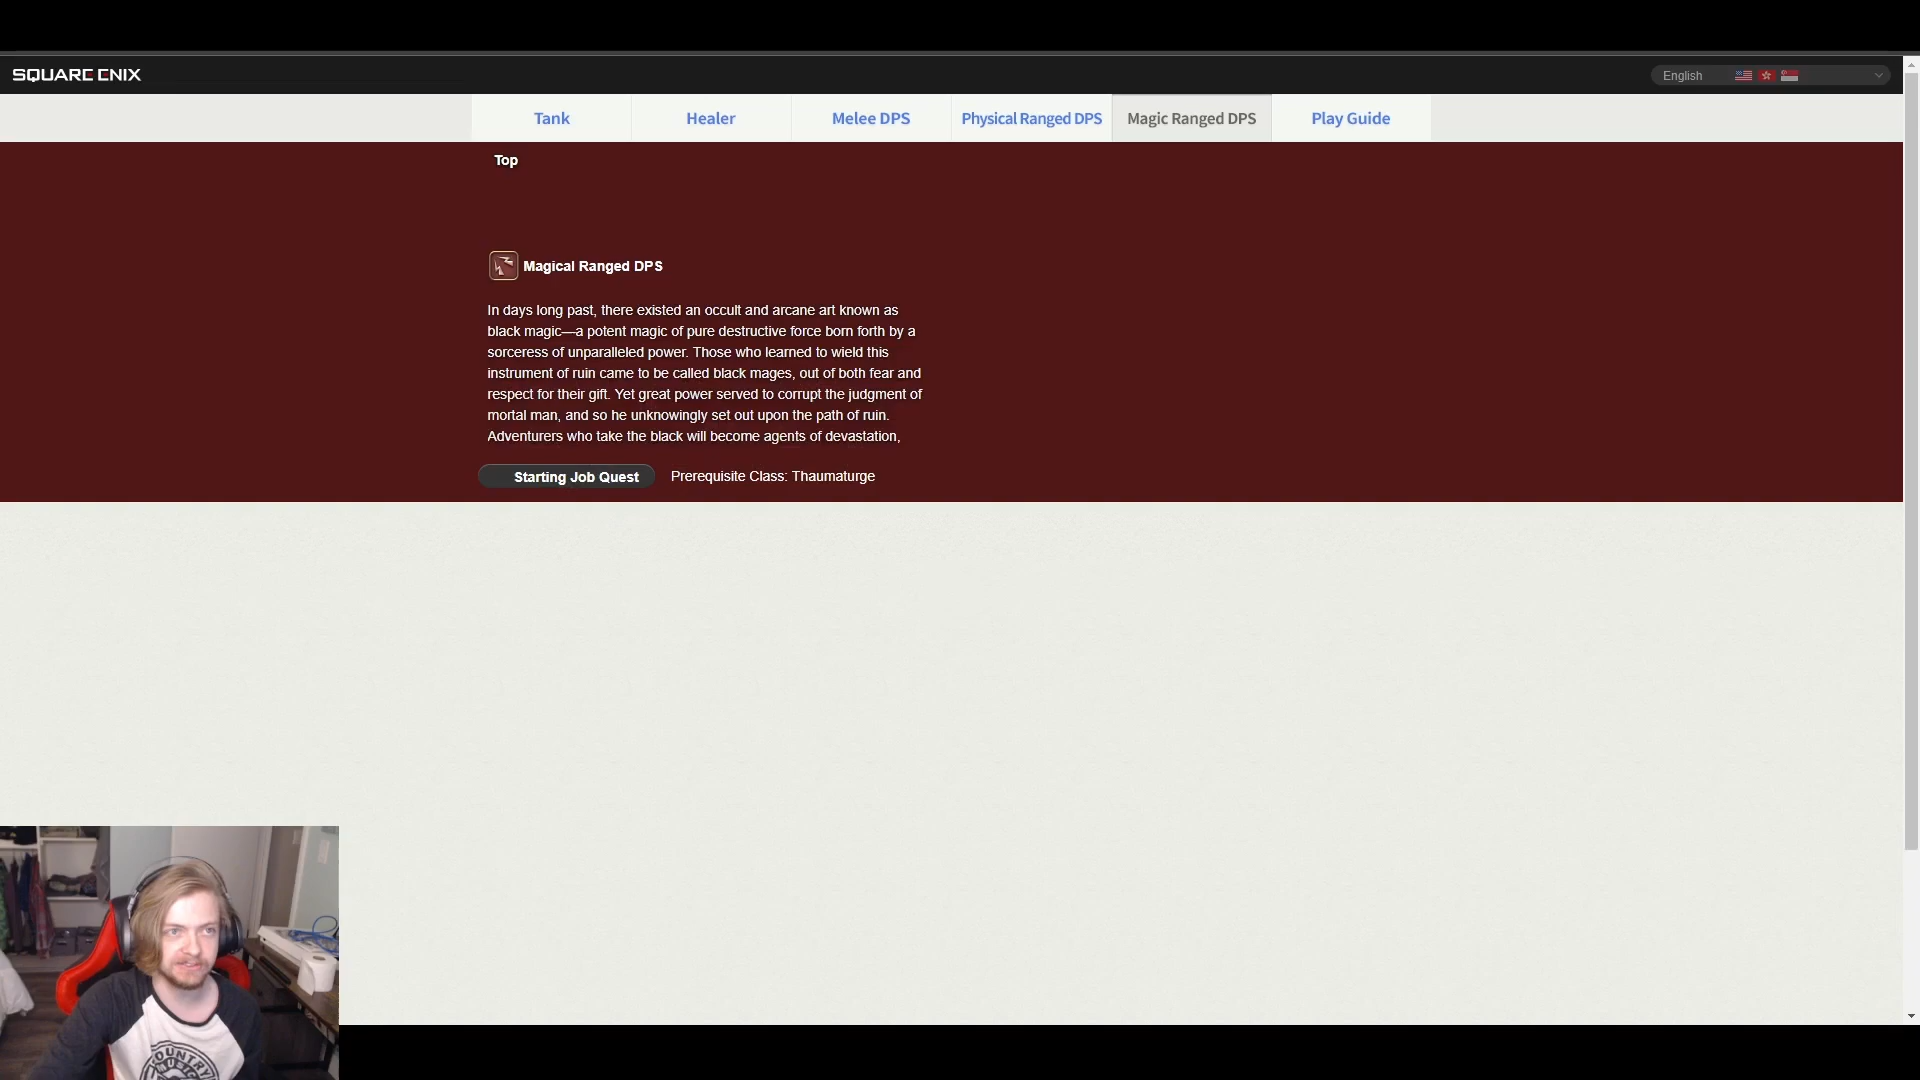 SQUARE ENIX
English
Tank
Healer
Melee DPS
Physical Ranged DPS
Magic Ranged DPS
Play Guide
Top
Magical Ranged DPS
In days long past, there existed an occult and arcane art known as
black magic—a potent magic of pure destructive force born forth by a
sorceress of unparalleled power. Those who learned to wield this
instrument of ruin came to be called black mages, out of both fear and
respect for their gift. Yet great power served to corrupt the judgment of
mortal man, and so he unknowingly set out upon the path of ruin.
Adventurers who take the black will become agents of devastation,
Starting Job Quest
Prerequisite Class: Thaumaturge
COUNTRY
MUSIC